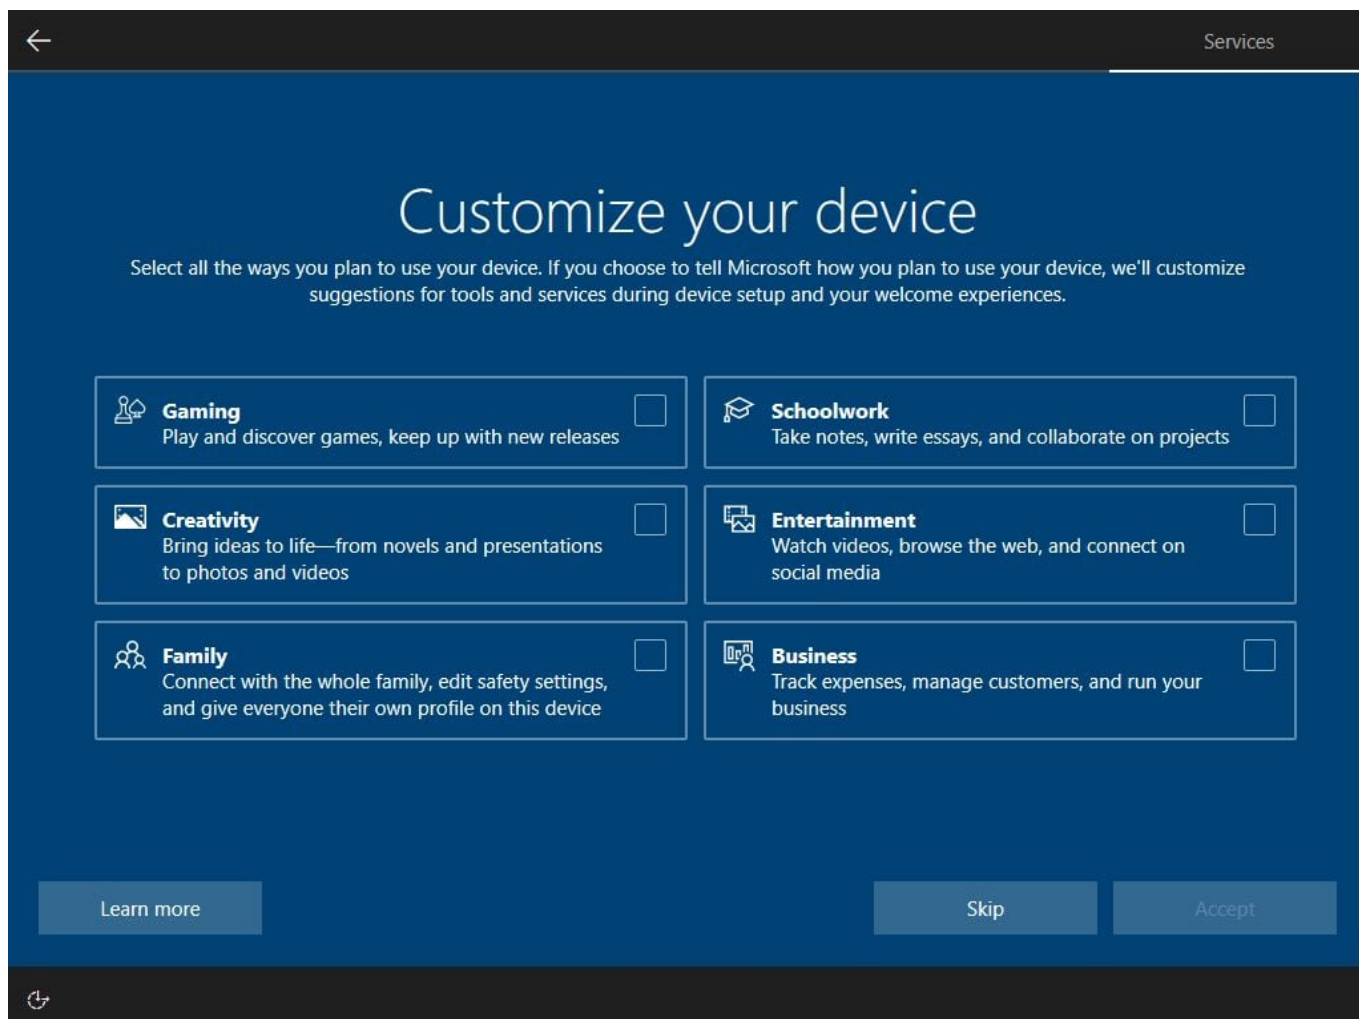 Services
Customize your device
Select all the ways you plan to use your device. If you choose to tell Microsoft how you plan to use your device, we'll customize
suggestions for tools and services during device setup and your welcome experiences.
Gaming
Play and discover games, keep up with new releases
Schoolwork
Take notes, write essays, and collaborate on projects
Creativity
Bring ideas to life—from novels and presentations
to photos and videos
Entertainment
Watch videos, browse the web, and connect on
social media
Family
Connect with the whole family, edit safety settings,
and give everyone their own profile on this device
Business
Track expenses, manage customers, and run your
business
Learn more
Skip
Accept